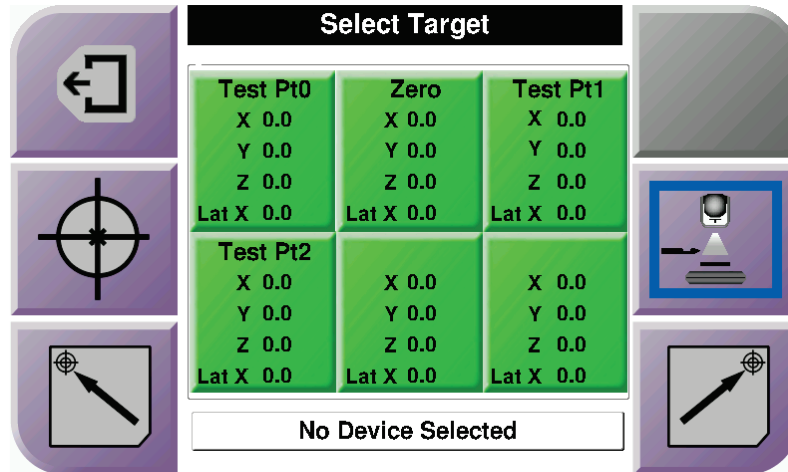 Select Target
Test Pt0 Zero Test Pt1
X 0.0 X 0.0 X 0.0
Y 0.0 Y 0.0 Y 0.0
Z 0.0 Z 0.0 Z 0.0
Lat X 0.0 Lat X 0.0 Lat X 0.0
Test Pt2
X 0.0 X 0.0 X 0.0
Y 0.0 Y 0.0 Y 0.0
Z 0.0 Z 0.0 Z 0.0
Lat X 0.0 Lat X 0.0 Lat X 0.0
No Device Selected